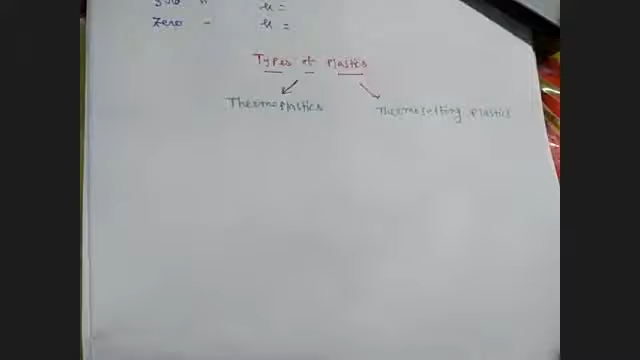 Zero " u =
Types of Plastics
Thermoplastics Thermosetting Plastics